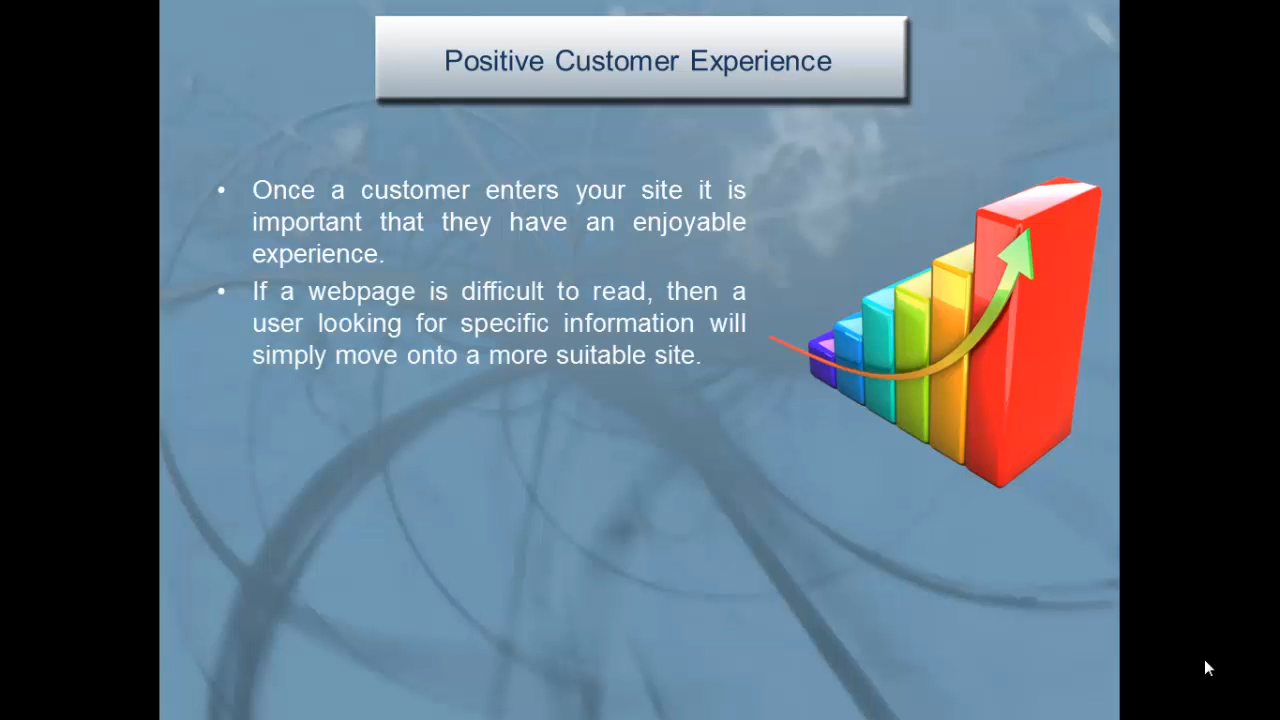 Positive Customer Experience
• Once a customer enters your site it is
important that they have an enjoyable
experience.
• If a webpage is difficult to read, then a
user looking for specific information will
simply move onto a more suitable site.